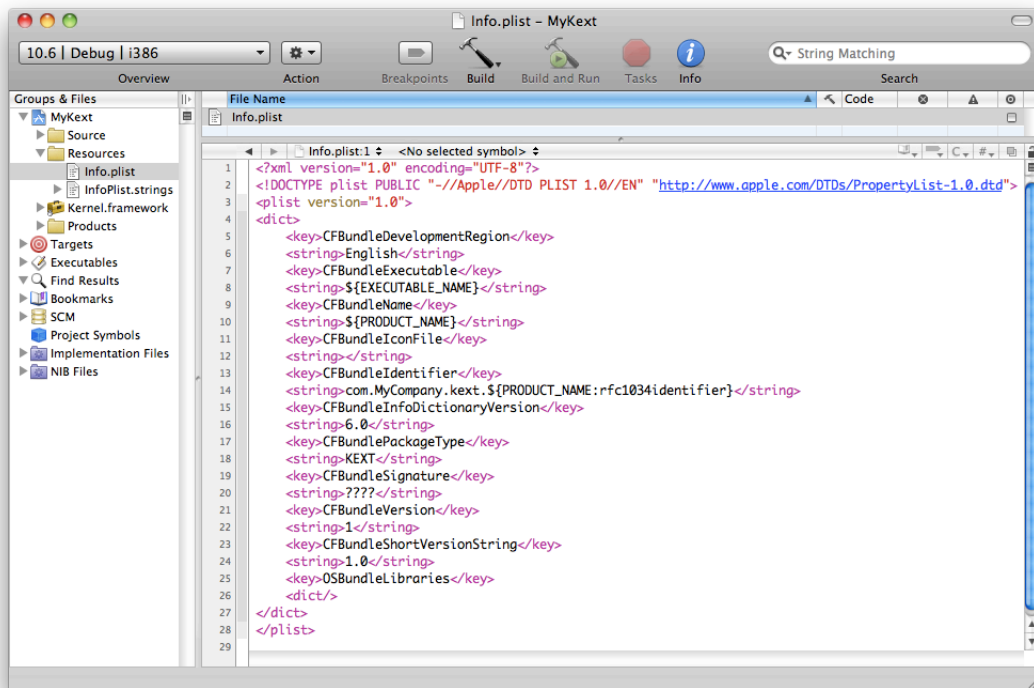 Info.plist – MyKext
10.6 | Debug | i386
String Matching
Overview
Action
Breakpoints
Build
Build and Run
Tasks
Info
Search
Groups & Files
MyKext
Source
Resources
Info.plist
InfoPlist.strings
Kernel.framework
Products
Targets
Executables
Find Results
Bookmarks
SCM
Project Symbols
Implementation Files
NIB Files
File Name
Code
Info.plist
Info.plist:1
<No selected symbol>
C
#
1 <?xml version="1.0" encoding="UTF-8"?>
2 <!DOCTYPE plist PUBLIC "-//Apple//DTD PLIST 1.0//EN" "http://www.apple.com/DTDs/PropertyList-1.0.dtd">
3 <plist version="1.0">
4 <dict>
5 <key>CFBundleDevelopmentRegion</key>
6 <string>English</string>
7 <key>CFBundleExecutable</key>
8 <string>${EXECUTABLE_NAME}</string>
9 <key>CFBundleName</key>
10 <string>${PRODUCT_NAME}</string>
11 <key>CFBundleIconFile</key>
12 <string></string>
13 <key>CFBundleIdentifier</key>
14 <string>com.MyCompany.kext.${PRODUCT_NAME:rfc1034identifier}</string>
15 <key>CFBundleInfoDictionaryVersion</key>
16 <string>6.0</string>
17 <key>CFBundlePackageType</key>
18 <string>KEXT</string>
19 <key>CFBundleSignature</key>
20 <string>????</string>
21 <key>CFBundleVersion</key>
22 <string>1</string>
23 <key>CFBundleShortVersionString</key>
24 <string>1.0</string>
25 <key>OSBundleLibraries</key>
26 <dict/>
27 </dict>
28 </plist>
29